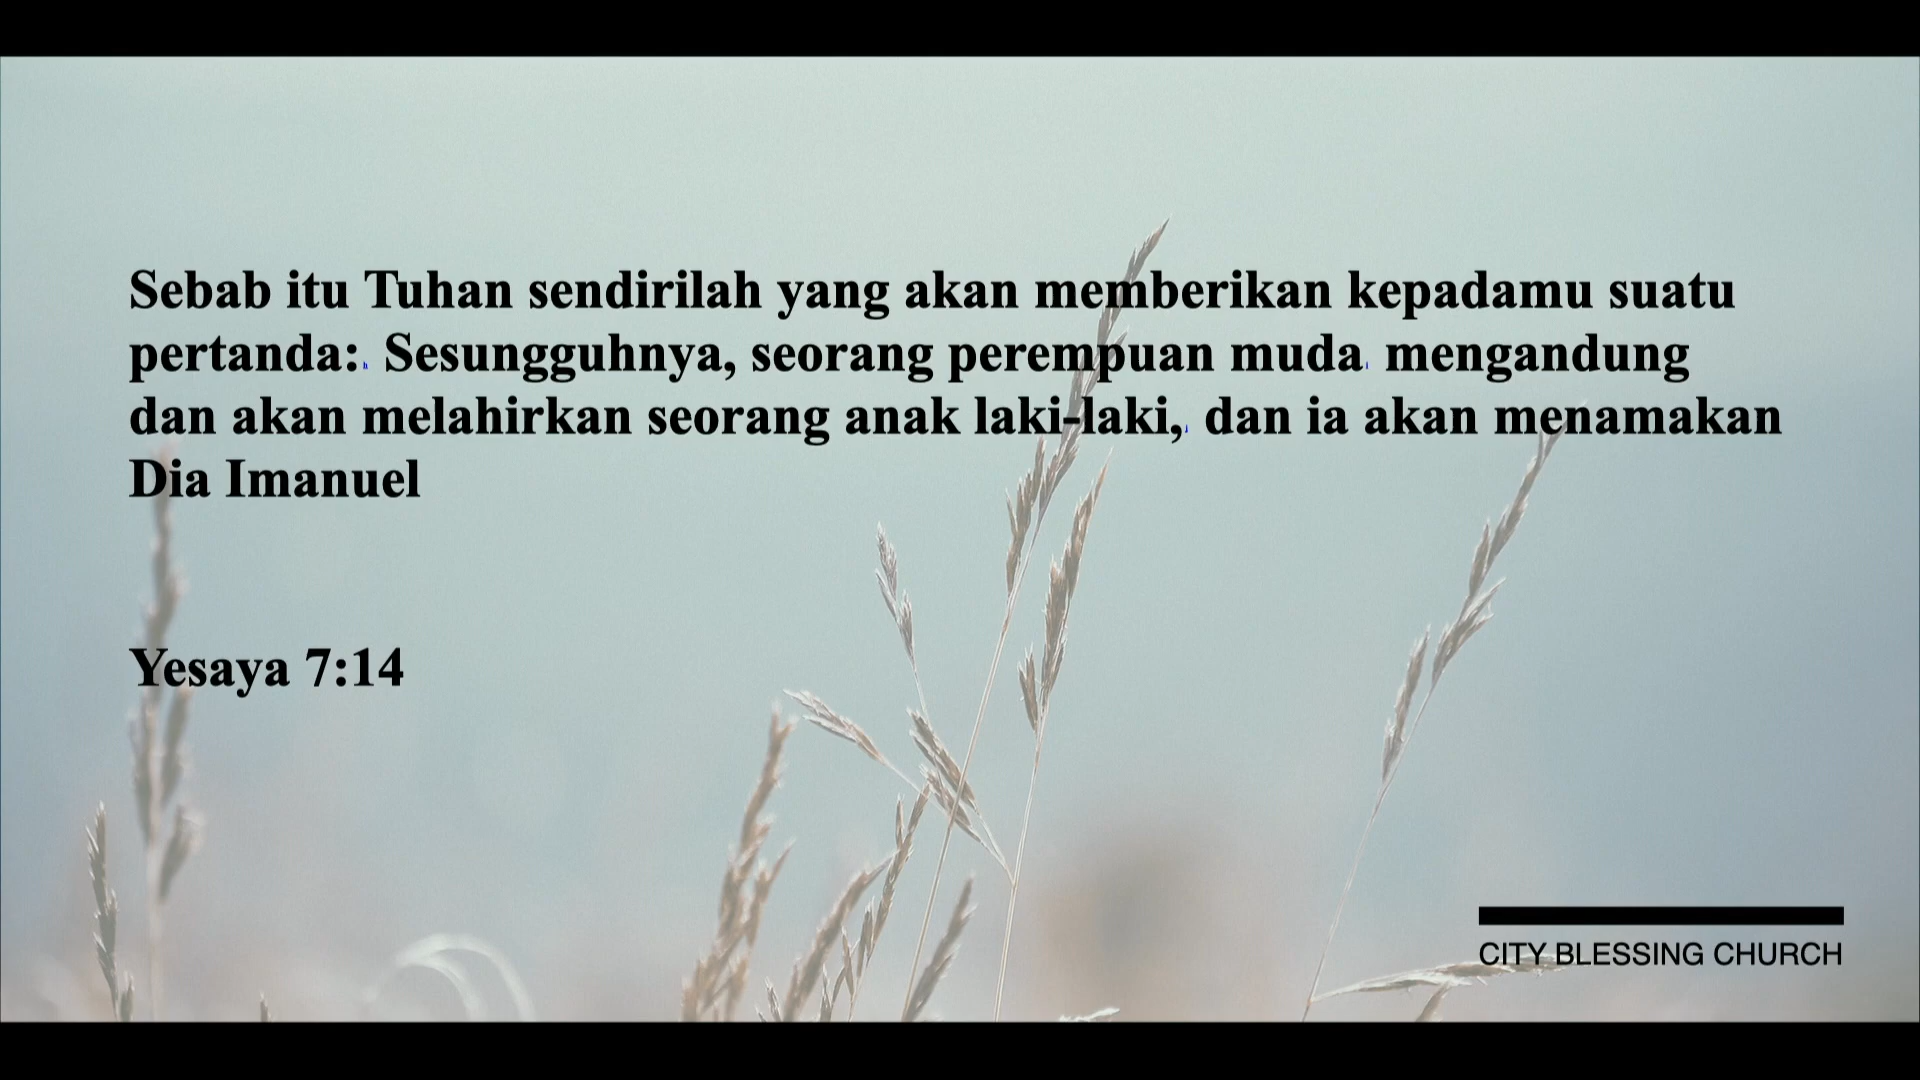 Sebab itu Tuhan sendirilah yang akan memberikan kepadamu suatu
pertanda: Sesungguhnya, seorang perempuan muda mengandung
dan akan melahirkan seorang anak laki-laki, dan ia akan menamakan
Dia Imanuel
Yesaya 7:14
CITY BLESSING CHURCH